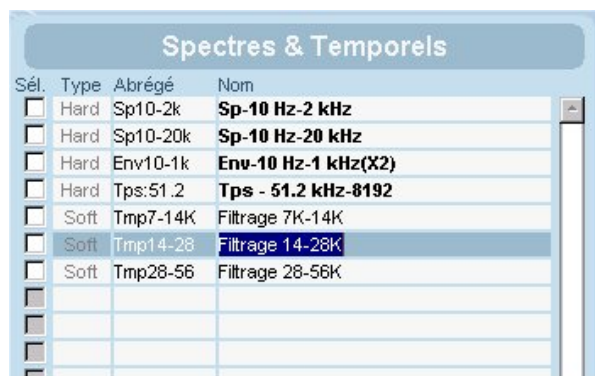 Spectres & Temporels
Sél. Type Abrégé Nom
Hard Sp10-2k Sp-10 Hz-2 kHz
Hard Sp10-20k Sp-10 Hz-20 kHz
Hard Env10-1k Env-10 Hz-1 kHz(X2)
Hard Tps:51.2 Tps - 51.2 kHz-8192
Soft Tmp7-14K Filtrage 7K-14K
Soft Tmp14-28 Filtrage 14-28K
Soft Tmp28-56 Filtrage 28-56K